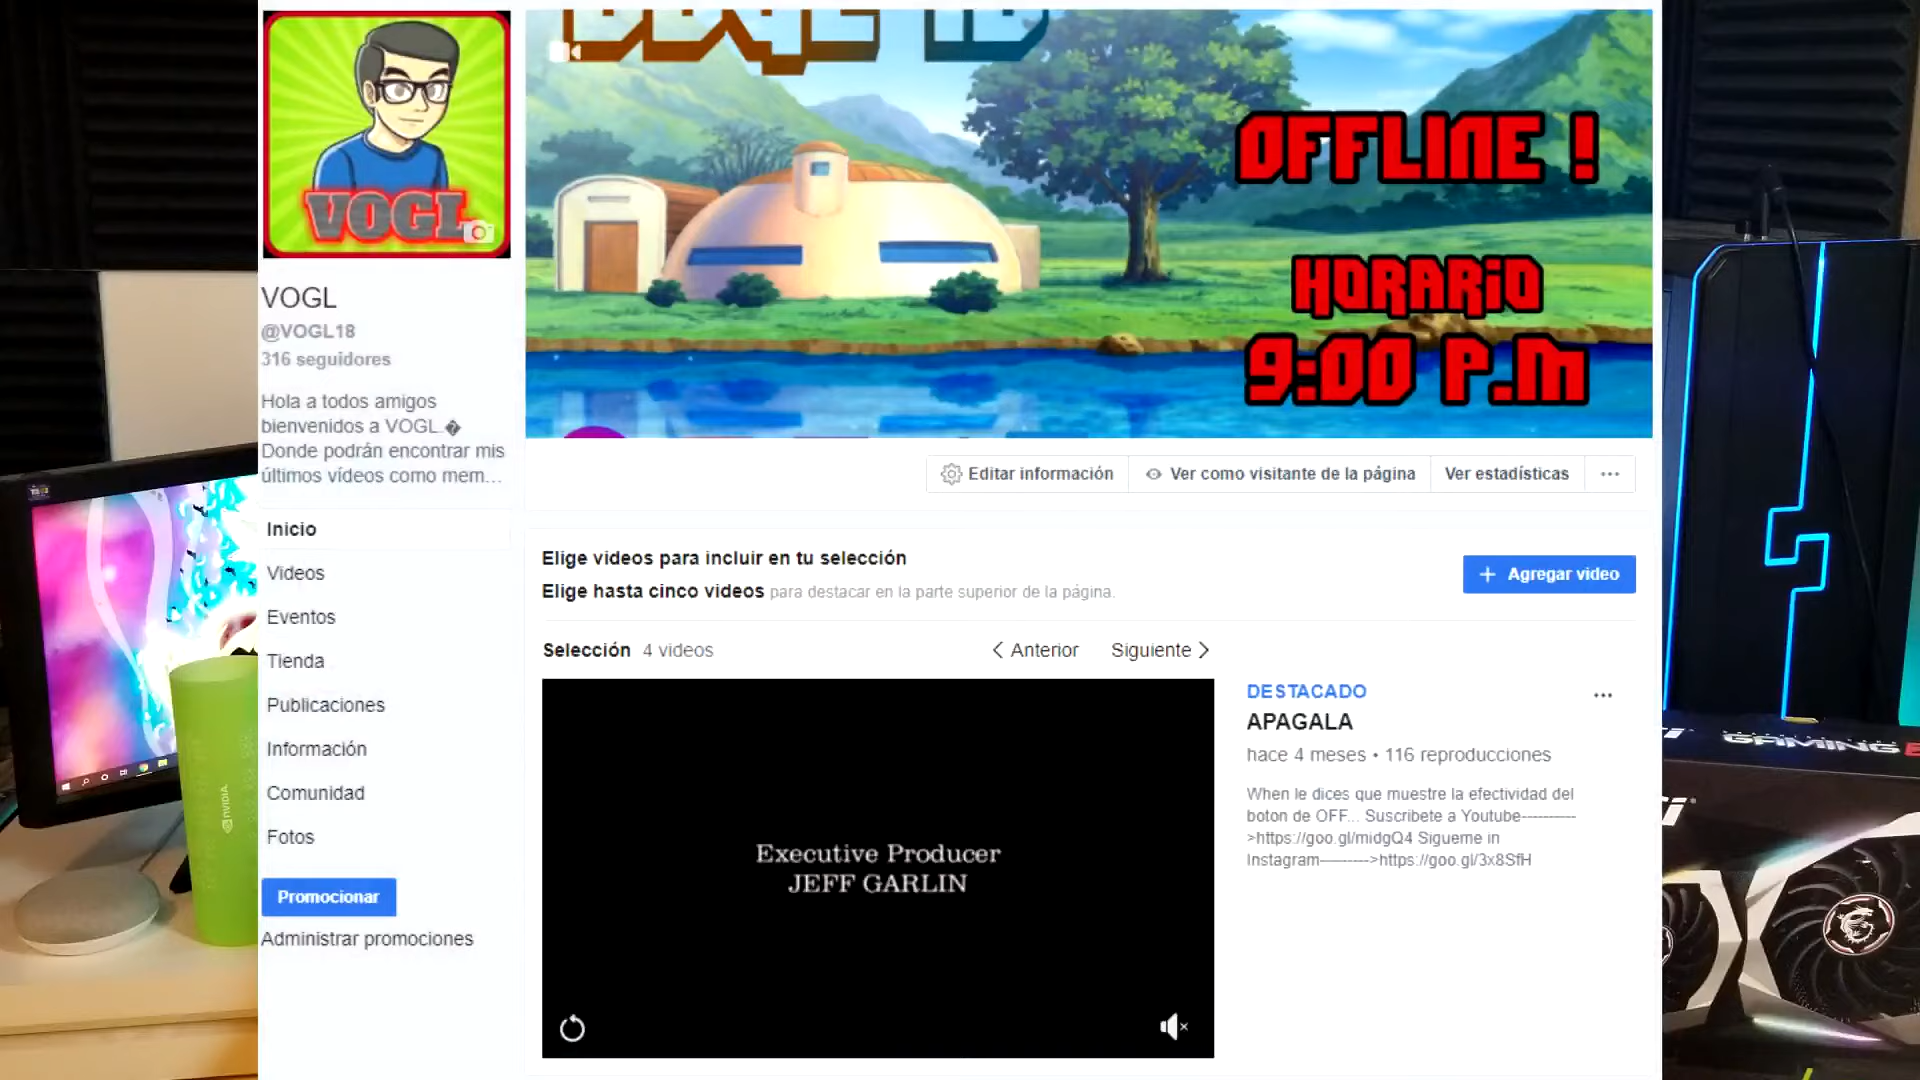 OFFLINE !
HORARIO
9:00 P.M
VOGL
VOGL
@VOGL18
316 seguidores
Hola a todos amigos
bienvenidos a VOGL.�
Donde podrán encontrar mis
últimos vídeos como mem...
Inicio
Videos
Eventos
Tienda
Publicaciones
Información
Comunidad
Fotos
Promocionar
Administrar promociones
Editar información
Ver como visitante de la página
Ver estadísticas
Elige videos para incluir en tu selección
Elige hasta cinco videos para destacar en la parte superior de la página.
+ Agregar video
Selección 4 videos
< Anterior
Siguiente >
Executive Producer
JEFF GARLIN
DESTACADO
APAGALA
hace 4 meses • 116 reproducciones
When le dices que muestre la efectividad del
boton de OFF... Suscribete a Youtube----------
>https://goo.gl/midgQ4 Sigueme in
Instagram--------->https://goo.gl/3x8SfH
NVIDIA.
GAMING